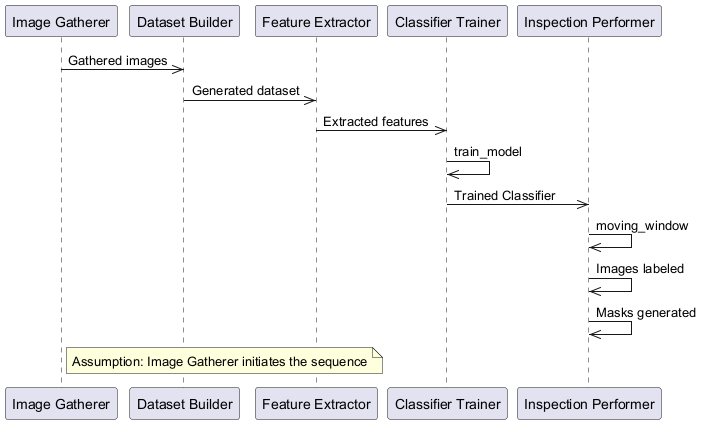 Image Gatherer
Dataset Builder
Feature Extractor
Classifier Trainer
Inspection Performer
Gathered images
Generated dataset
Extracted features
train_model
Trained Classifier
moving_window
Images labeled
Masks generated
Assumption: Image Gatherer initiates the sequence
Image Gatherer
Dataset Builder
Feature Extractor
Classifier Trainer
Inspection Performer